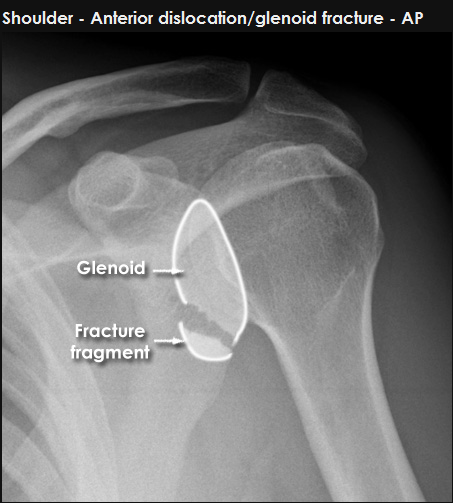 Shoulder - Anterior dislocation/glenoid fracture - AP
Glenoid
Fracture
fragment